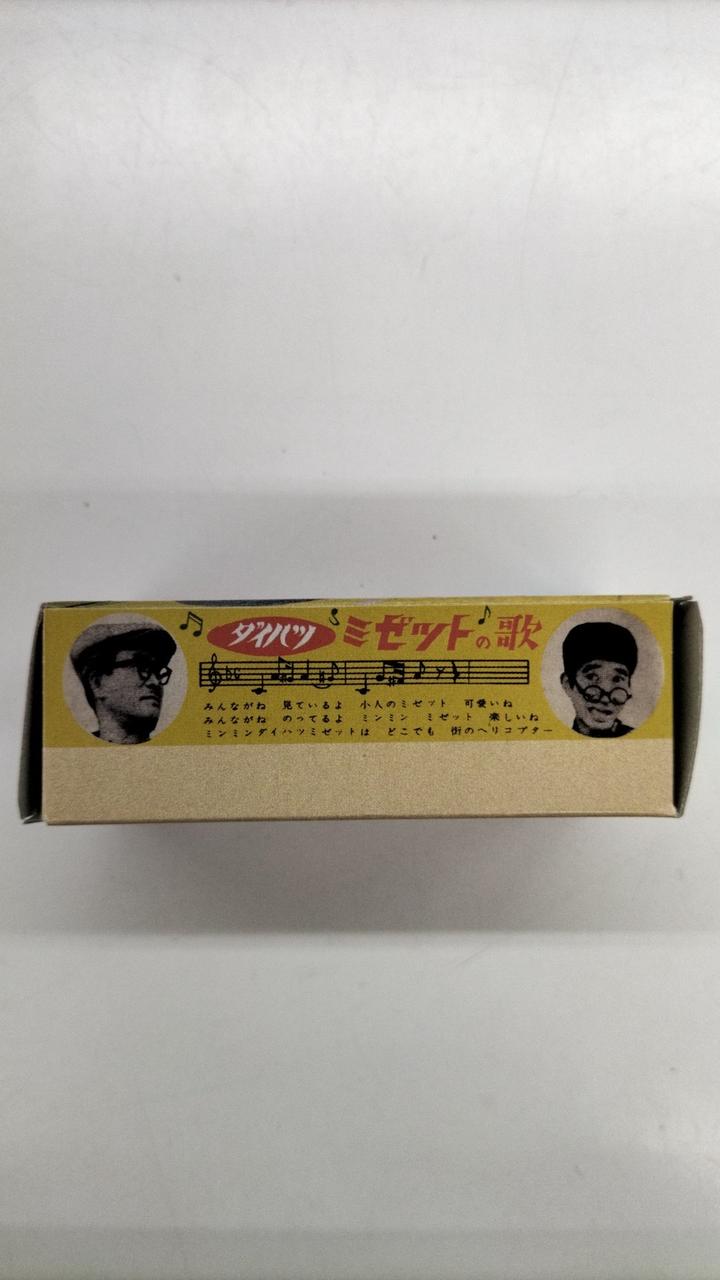 ダイハツ ミゼットの歌
みんながね 見ているよ 小人のミゼット 可愛いね
みんながね のってるよ ミンミン ミゼット 楽しいね
ミンミンダイハツミゼットは どこでも 街のヘリコプター